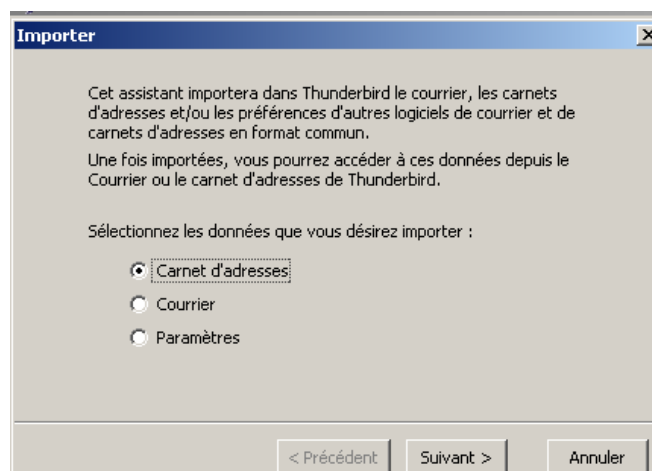 Importer
Cet assistant importera dans Thunderbird le courrier, les carnets
d'adresses et/ou les préférences d'autres logiciels de courrier et de
carnets d'adresses en format commun.
Une fois importées, vous pourrez accéder à ces données depuis le
Courrier ou le carnet d'adresses de Thunderbird.
Sélectionnez les données que vous désirez importer :
Carnet d'adresses
Courrier
Paramètres
< Précédent Suivant > Annuler